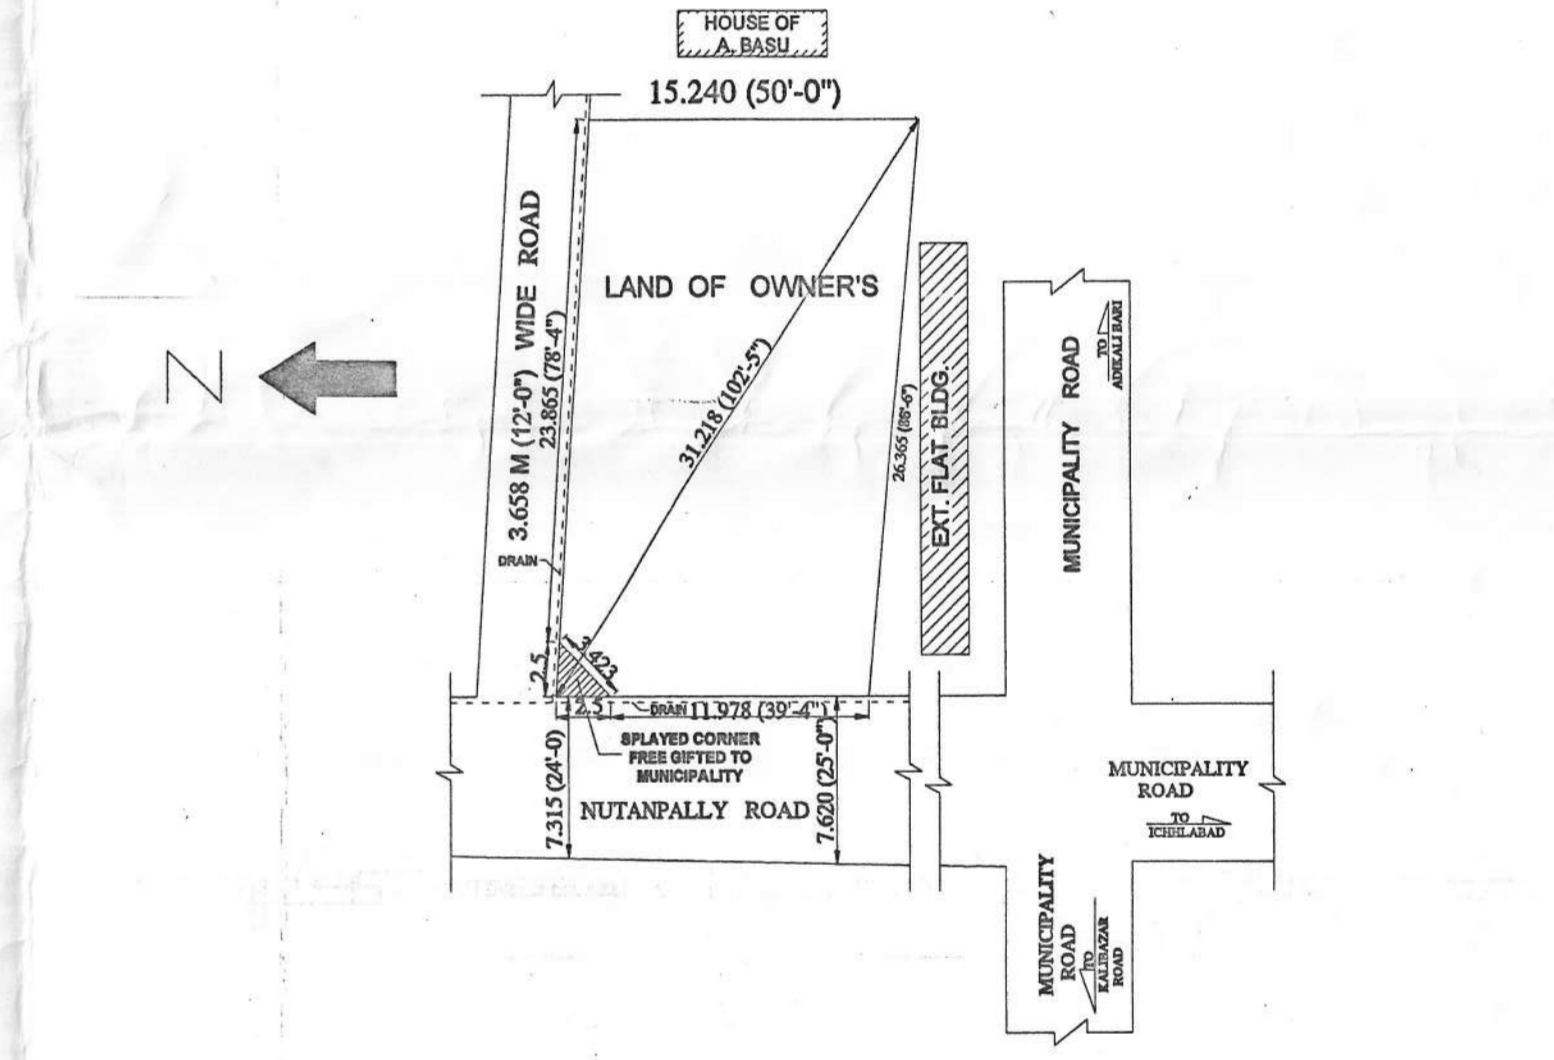 HOUSE OF
A. BASU
15.240 (50'-0")
3.658 M (12'-0") WIDE ROAD
23.865 (78'-4")
LAND OF OWNER'S
31.218 (102'-5")
26.365 (86'-6")
EXT. FLAT BLDG.
MUNICIPALITY ROAD
TO
ADIKALI BARI
N
DRAIN
2.5
3.423
2.5
DRAIN
11.978 (39'-4")
SPLAYED CORNER
FREE GIFTED TO
MUNICIPALITY
7.315 (24'-0)
NUTANPALLY ROAD
7.620 (25'-0")
MUNICIPALITY
ROAD
TO
ICHHLABAD
MUNICIPALITY
ROAD
TO
KALIBAZAR
ROAD